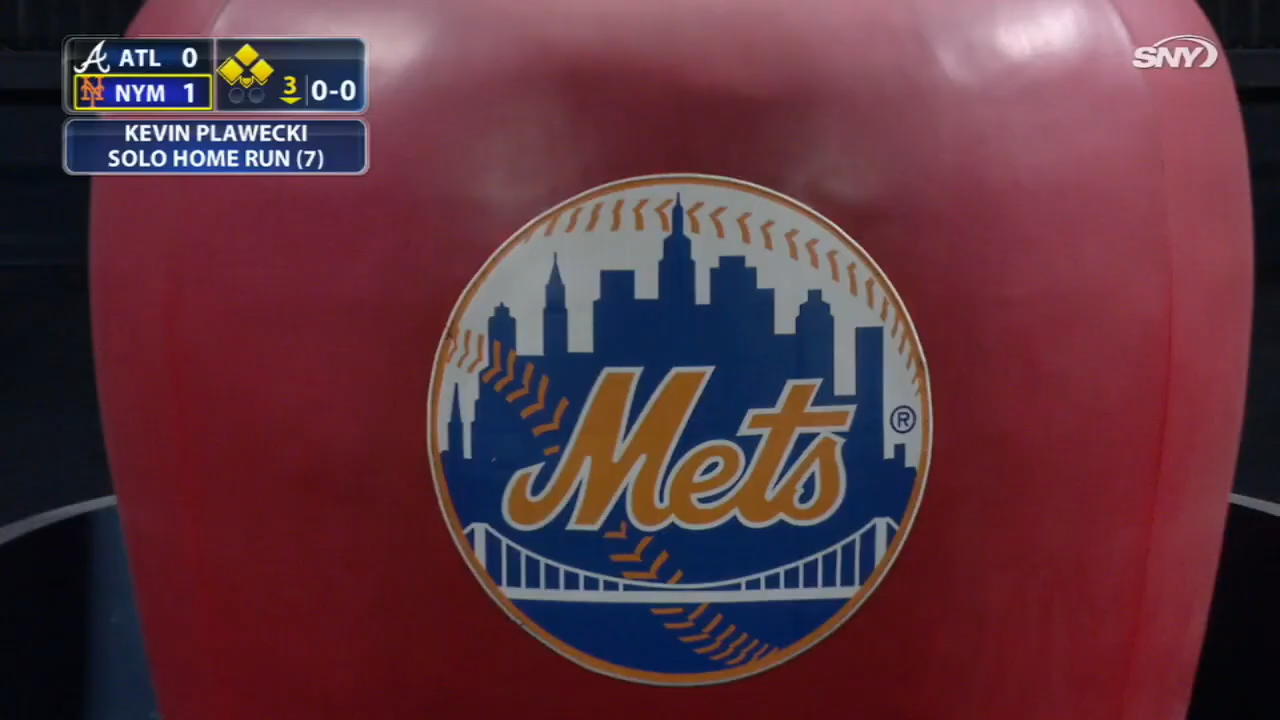 ATL 0
NYM 1
3 0-0
KEVIN PLAWECKI
SOLO HOME RUN (7)
SNY
Mets
®